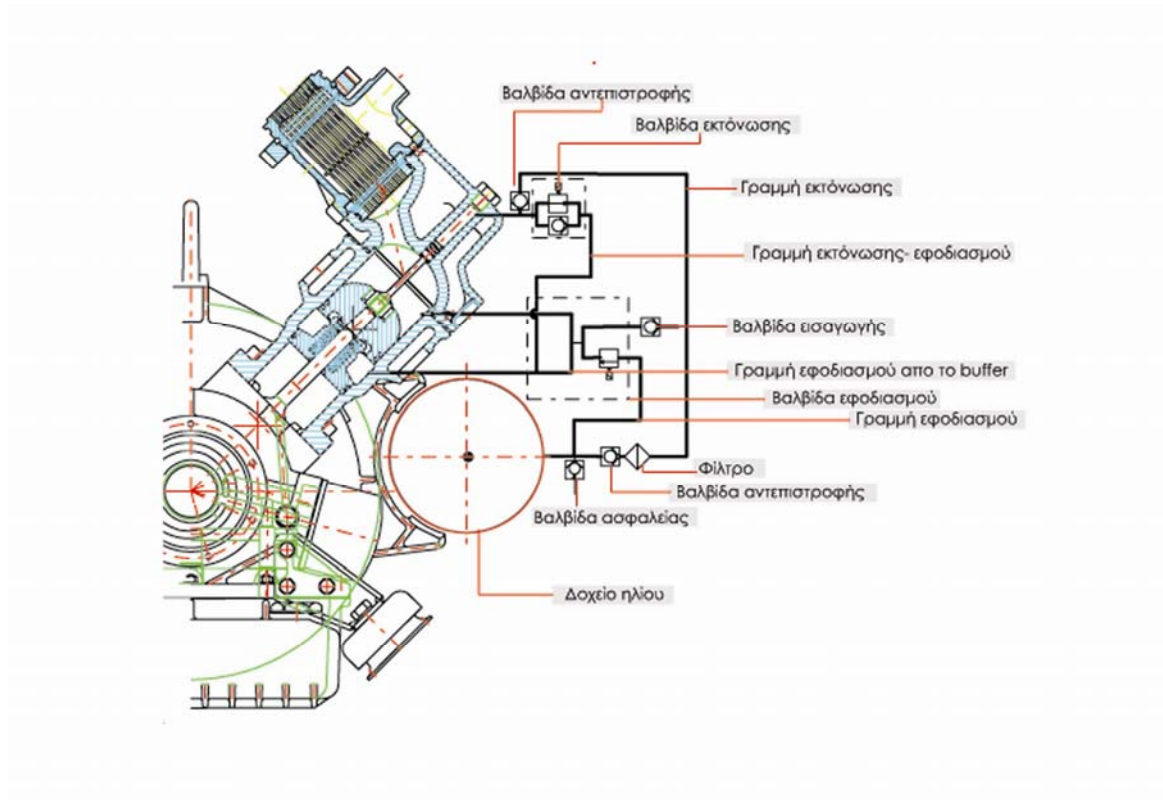 Βαλβίδα αντεπιστροφής
Βαλβίδα εκτόνωσης
Γραμμή εκτόνωσης
Γραμμή εκτόνωσης- εφοδιασμού
Βαλβίδα εισαγωγής
Γραμμή εφοδιασμού απο το buffer
Βαλβίδα εφοδιασμού
Γραμμή εφοδιασμού
Φίλτρο
Βαλβίδα αντεπιστροφής
Βαλβίδα ασφαλείας
Δοχείο ηλίου